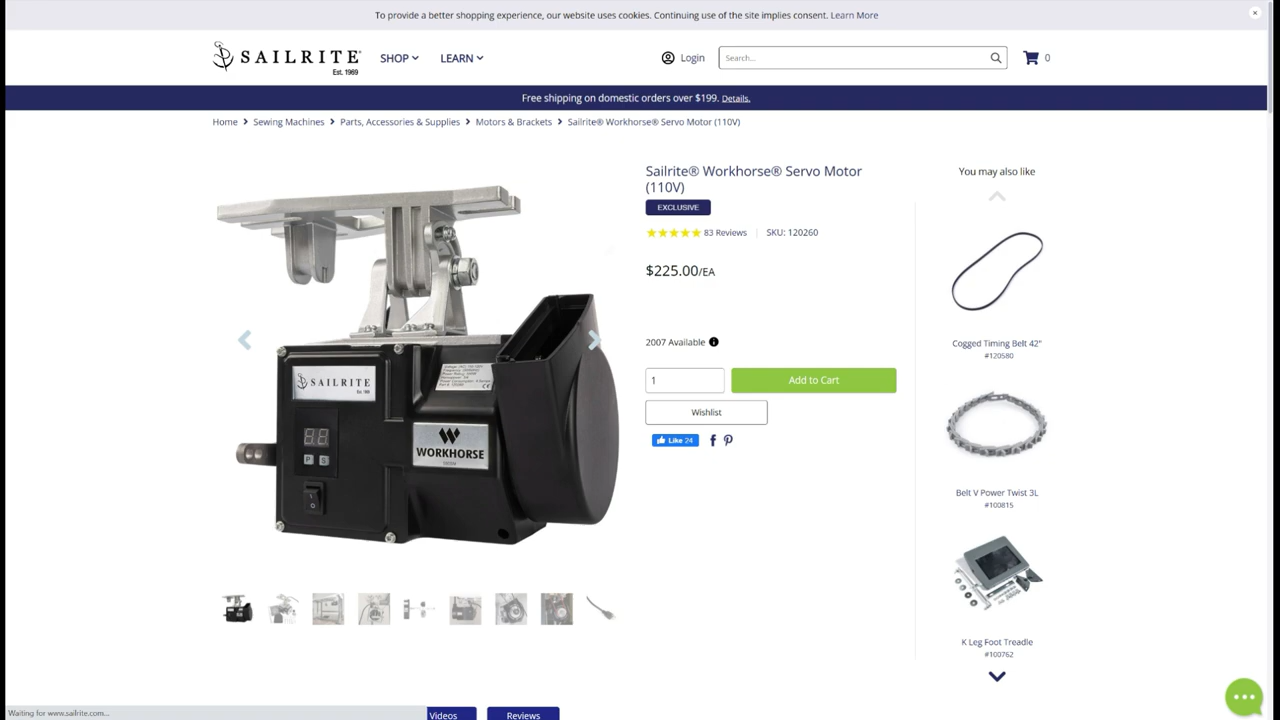 To provide a better shopping experience, our website uses cookies. Continuing use of the site implies consent. Learn More
×
SAILRITE®
Est. 1969
SHOP
LEARN
Login
Search...
0
Free shipping on domestic orders over $199. Details.
Home > Sewing Machines > Parts, Accessories & Supplies > Motors & Brackets > Sailrite® Workhorse® Servo Motor (110V)
Sailrite® Workhorse® Servo Motor
(110V)
EXCLUSIVE
83 Reviews
SKU: 120260
$225.00/EA
2007 Available
1
Add to Cart
Wishlist
Like 24
You may also like
Cogged Timing Belt 42"
#120580
Belt V Power Twist 3L
#100815
K Leg Foot Treadle
#100762
SAILRITE
P S
W
WORKHORSE
Waiting for www.sailrite.com...
Videos
Reviews